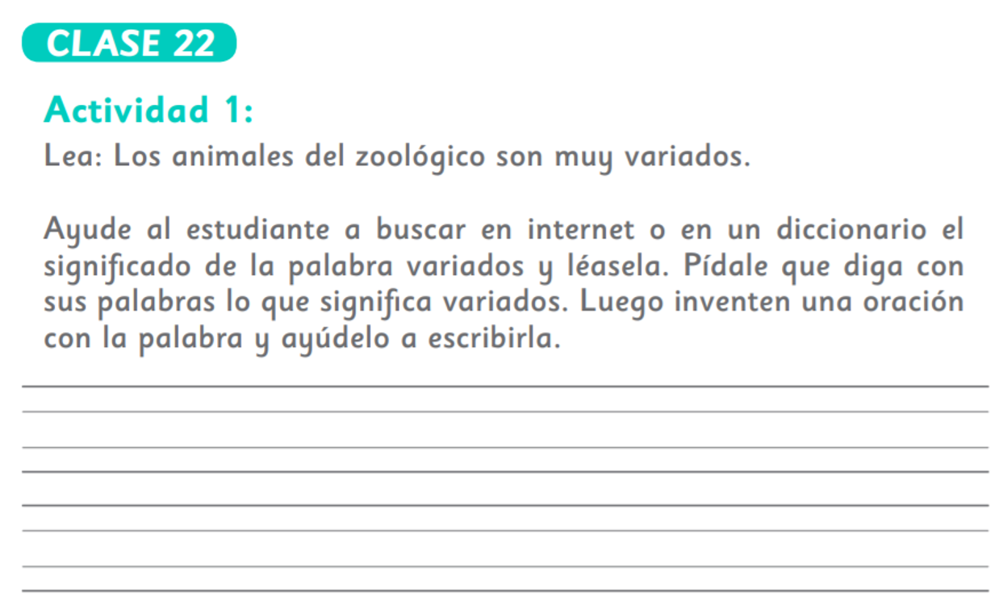 CLASE 22
Actividad 1:
Lea: Los animales del zoológico son muy variados.
Ayude al estudiante a buscar en internet o en un diccionario el
significado de la palabra variados y léasela. Pídale que diga con
sus palabras lo que significa variados. Luego inventen una oración
con la palabra y ayúdelo a escribirla.